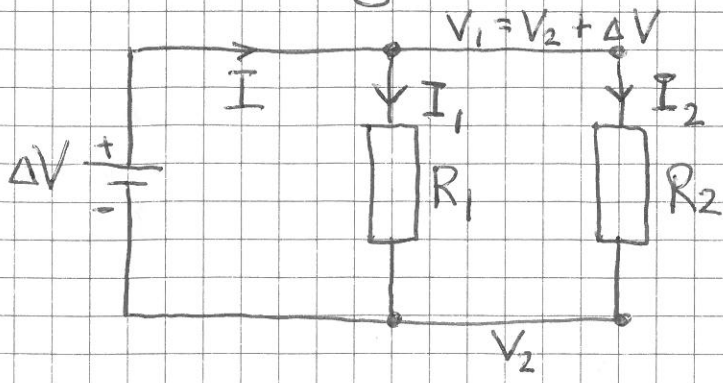 V₁ = V₂ + ΔV
I
I₁
I₂
ΔV
+
-
R₁
R₂
V₂